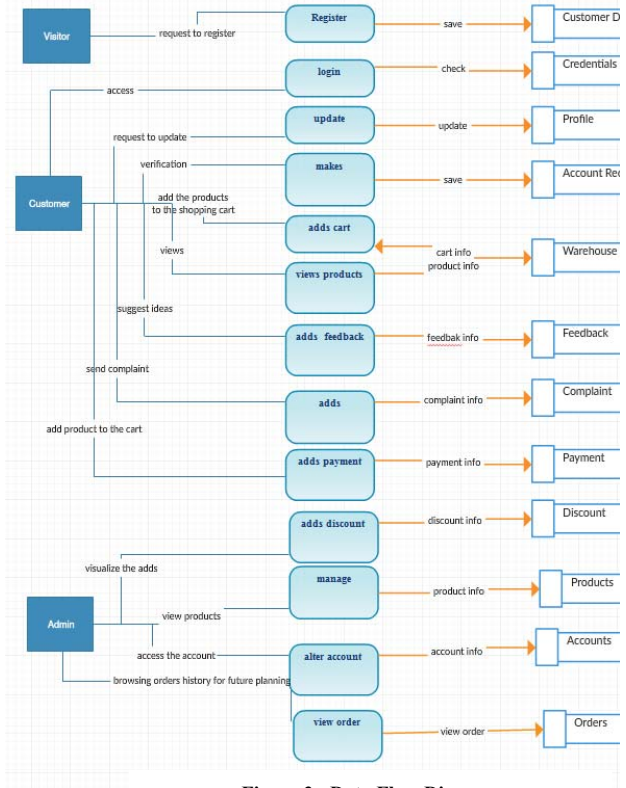 Visitor
request to register
Register
save
Customer D
login
check
Credentials
access
update
update
Profile
request to update
verification
makes
save
Account Rec
Customer
add the products
to the shopping cart
adds cart
cart info
product info
Warehouse
views
views products
suggest ideas
adds feedback
feedbak info
Feedback
send complaint
adds
complaint info
Complaint
add product to the cart
adds payment
payment info
Payment
adds discount
discount info
Discount
visualize the adds
manage
product info
Products
Admin
view products
access the account
alter account
account info
Accounts
browsing orders history for future planning
view order
view order
Orders